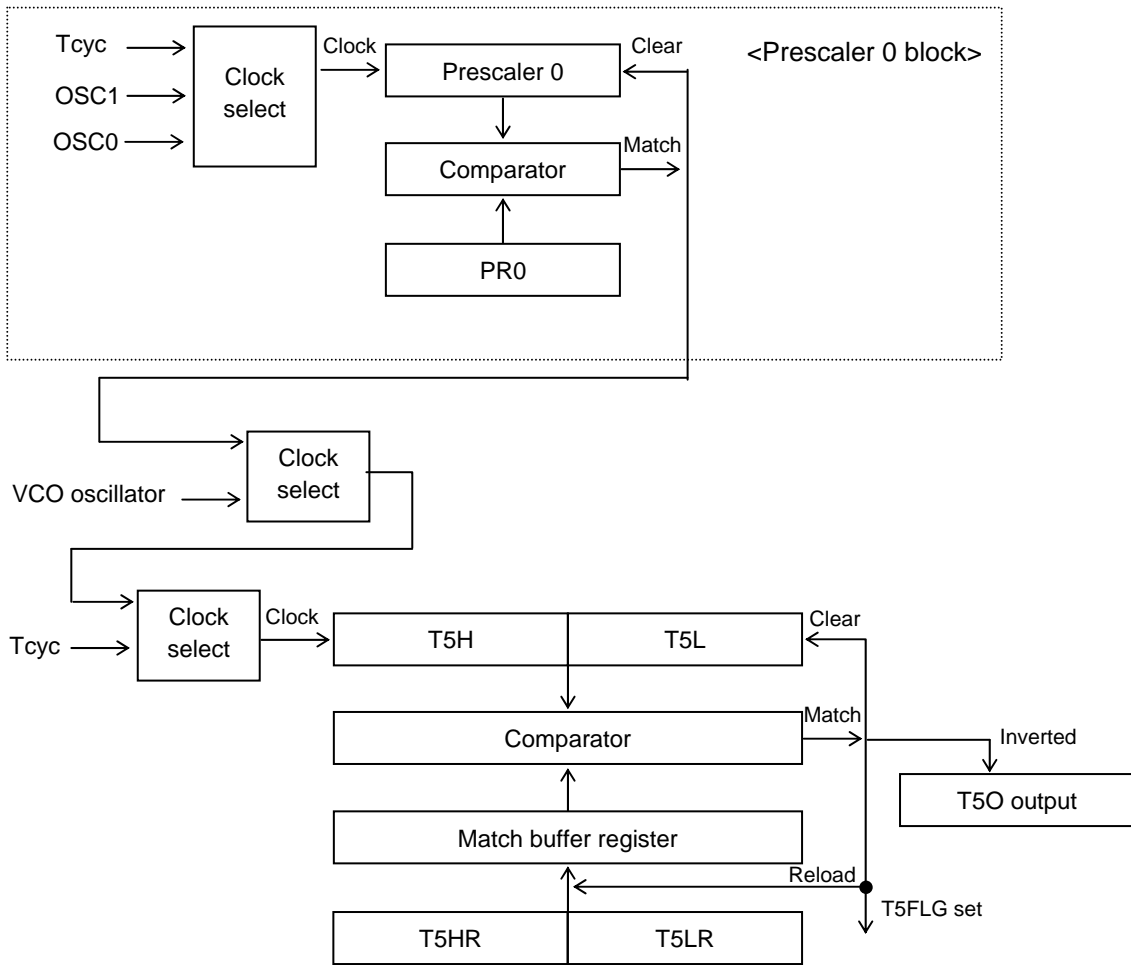 <Prescaler 0 block>
Tcyc
OSC1
OSC0
Clock
select
Clock
Prescaler 0
Clear
Comparator
Match
PR0
VCO oscillator
Clock
select
Tcyc
Clock
select
Clock
T5H
T5L
Clear
Comparator
Match
Inverted
T5O output
Match buffer register
Reload
T5FLG set
T5HR
T5LR